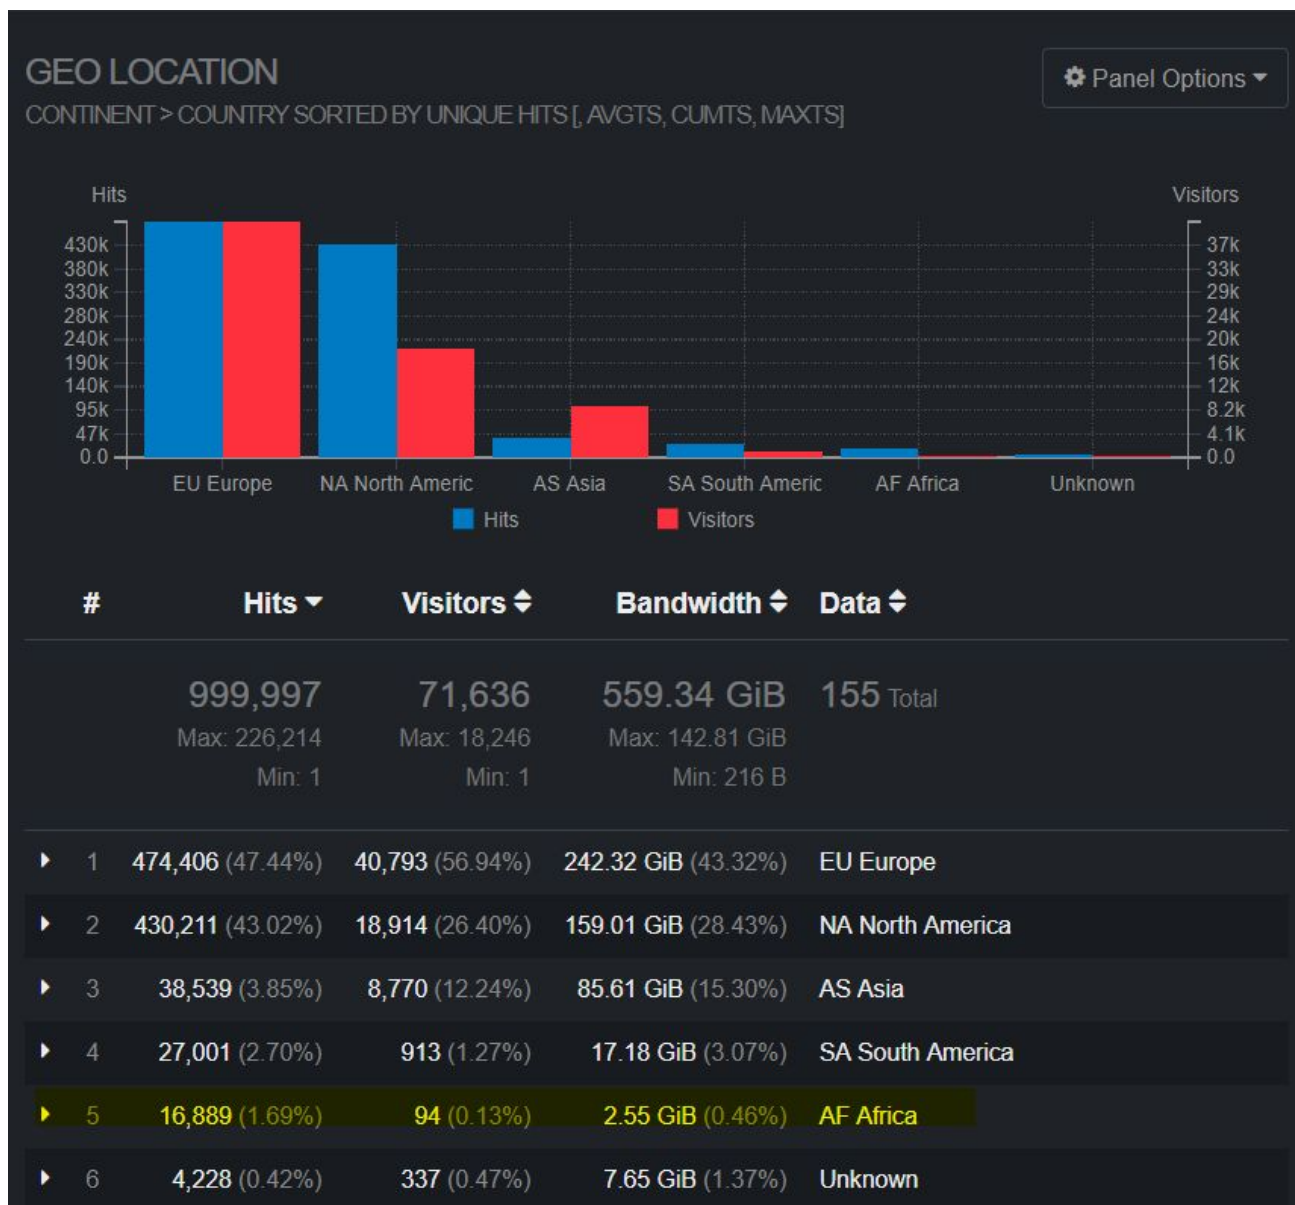 GEO LOCATION
Panel Options
CONTINENT > COUNTRY SORTED BY UNIQUE HITS [, AVGTS, CUMTS, MAXTS]
Hits Visitors
430k 37k
380k 33k
330k 29k
280k 24k
240k 20k
190k 16k
140k 12k
95k 8.2k
47k 4.1k
0.0 0.0
EU Europe NA North Americ AS Asia SA South Americ AF Africa Unknown
Hits Visitors
# Hits Visitors Bandwidth Data
999,997 71,636 559.34 GiB 155 Total
Max: 226,214 Max: 18,246 Max: 142.81 GiB
Min: 1 Min: 1 Min: 216 B
1 474,406 (47.44%) 40,793 (56.94%) 242.32 GiB (43.32%) EU Europe
2 430,211 (43.02%) 18,914 (26.40%) 159.01 GiB (28.43%) NA North America
3 38,539 (3.85%) 8,770 (12.24%) 85.61 GiB (15.30%) AS Asia
4 27,001 (2.70%) 913 (1.27%) 17.18 GiB (3.07%) SA South America
5 16,889 (1.69%) 94 (0.13%) 2.55 GiB (0.46%) AF Africa
6 4,228 (0.42%) 337 (0.47%) 7.65 GiB (1.37%) Unknown